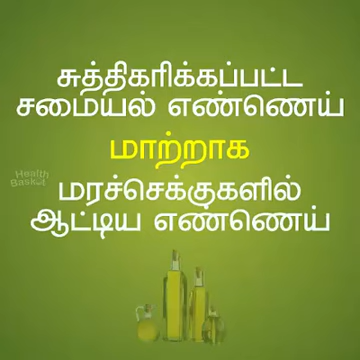 சுத்திகரிக்கப்பட்ட
சமையல் எண்ணெய்
மாற்றாக
Health
Basket
மரச்செக்குகளில்
ஆட்டிய எண்ணெய்